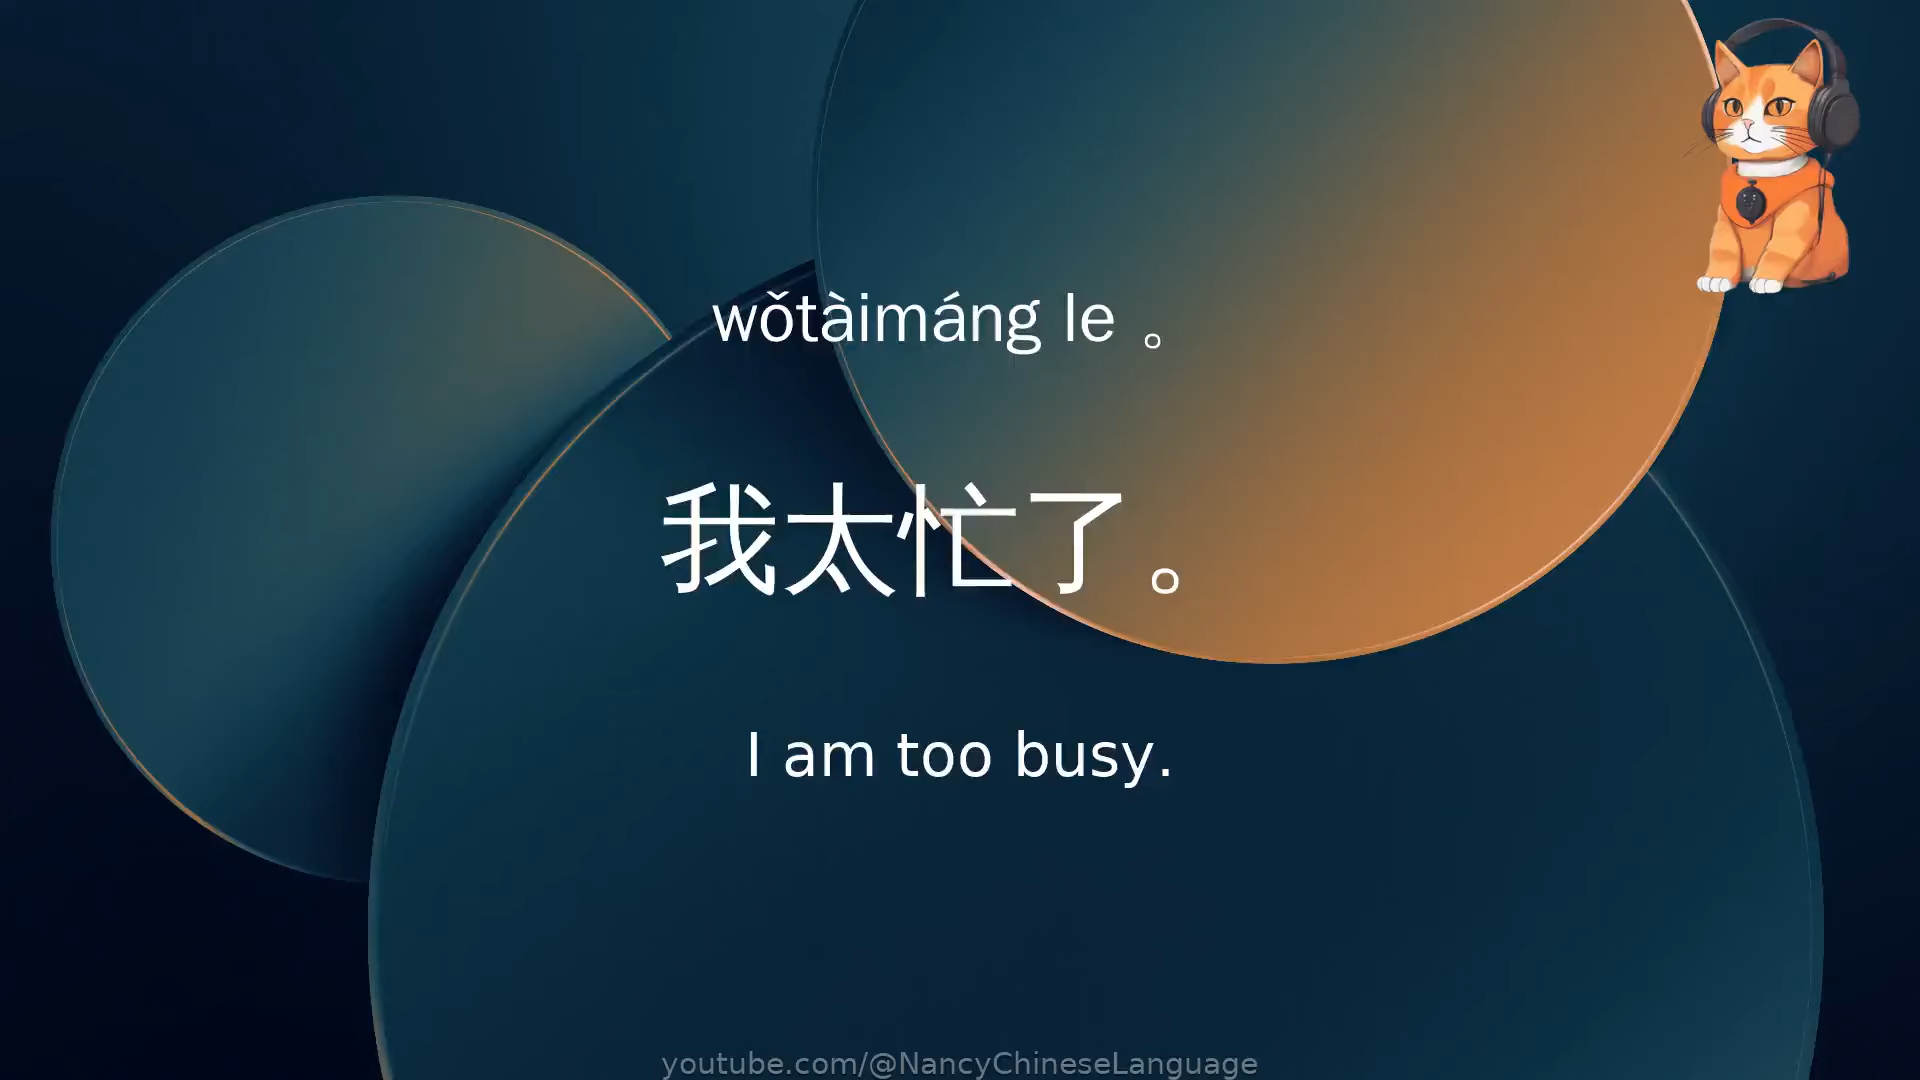 wǒtàimáng le 。
我太忙了。
I am too busy.
youtube.com/@NancyChineseLanguage